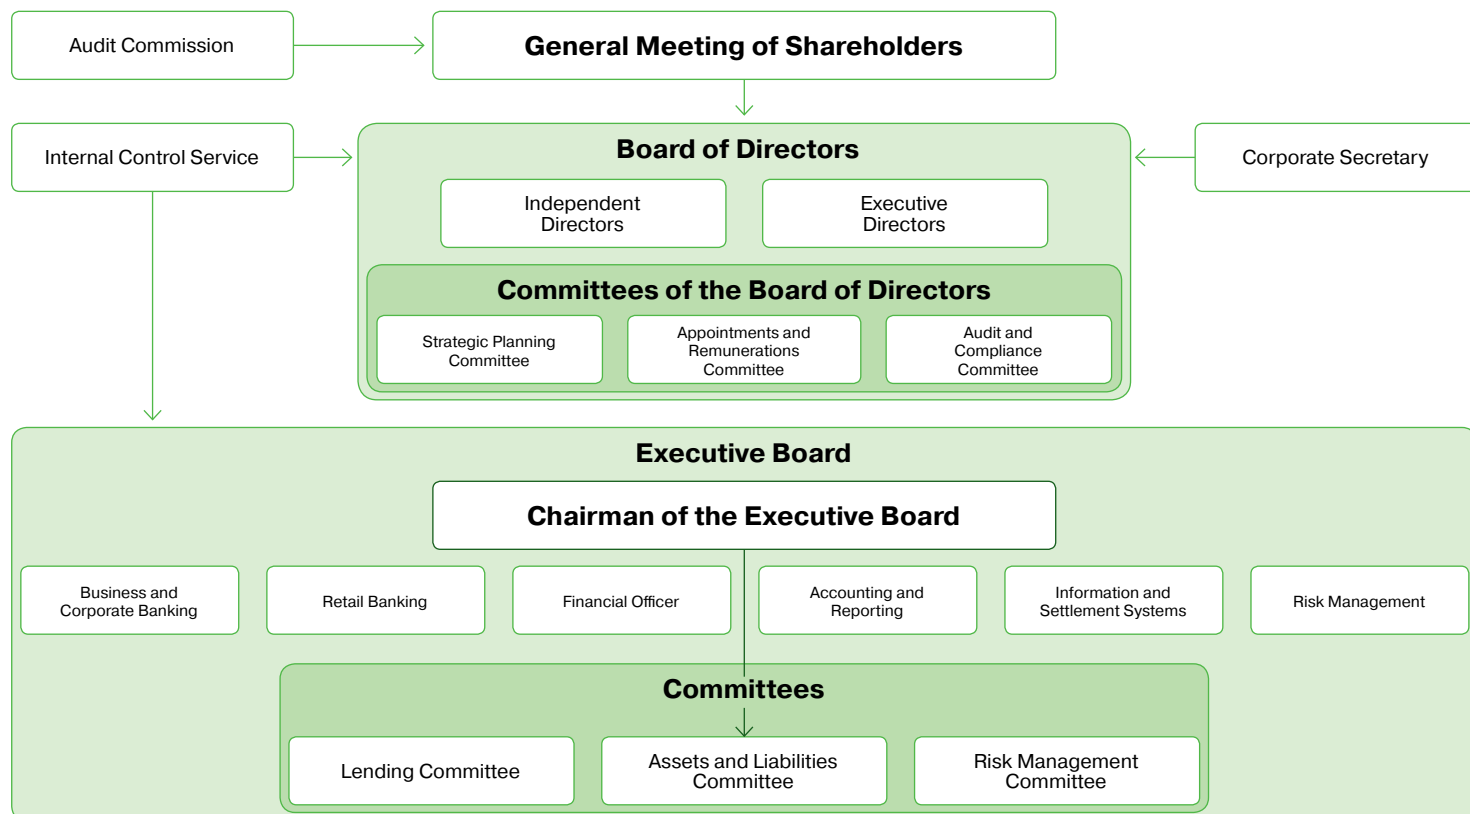 Audit Commission
General Meeting of Shareholders
Internal Control Service
Board of Directors
Corporate Secretary
Independent
Directors
Executive
Directors
Committees of the Board of Directors
Strategic Planning
Committee
Appointments and
Remunerations
Committee
Audit and
Compliance
Committee
Executive Board
Chairman of the Executive Board
Business and
Corporate Banking
Retail Banking
Financial Officer
Accounting and
Reporting
Information and
Settlement Systems
Risk Management
Committees
Lending Committee
Assets and Liabilities
Committee
Risk Management
Committee